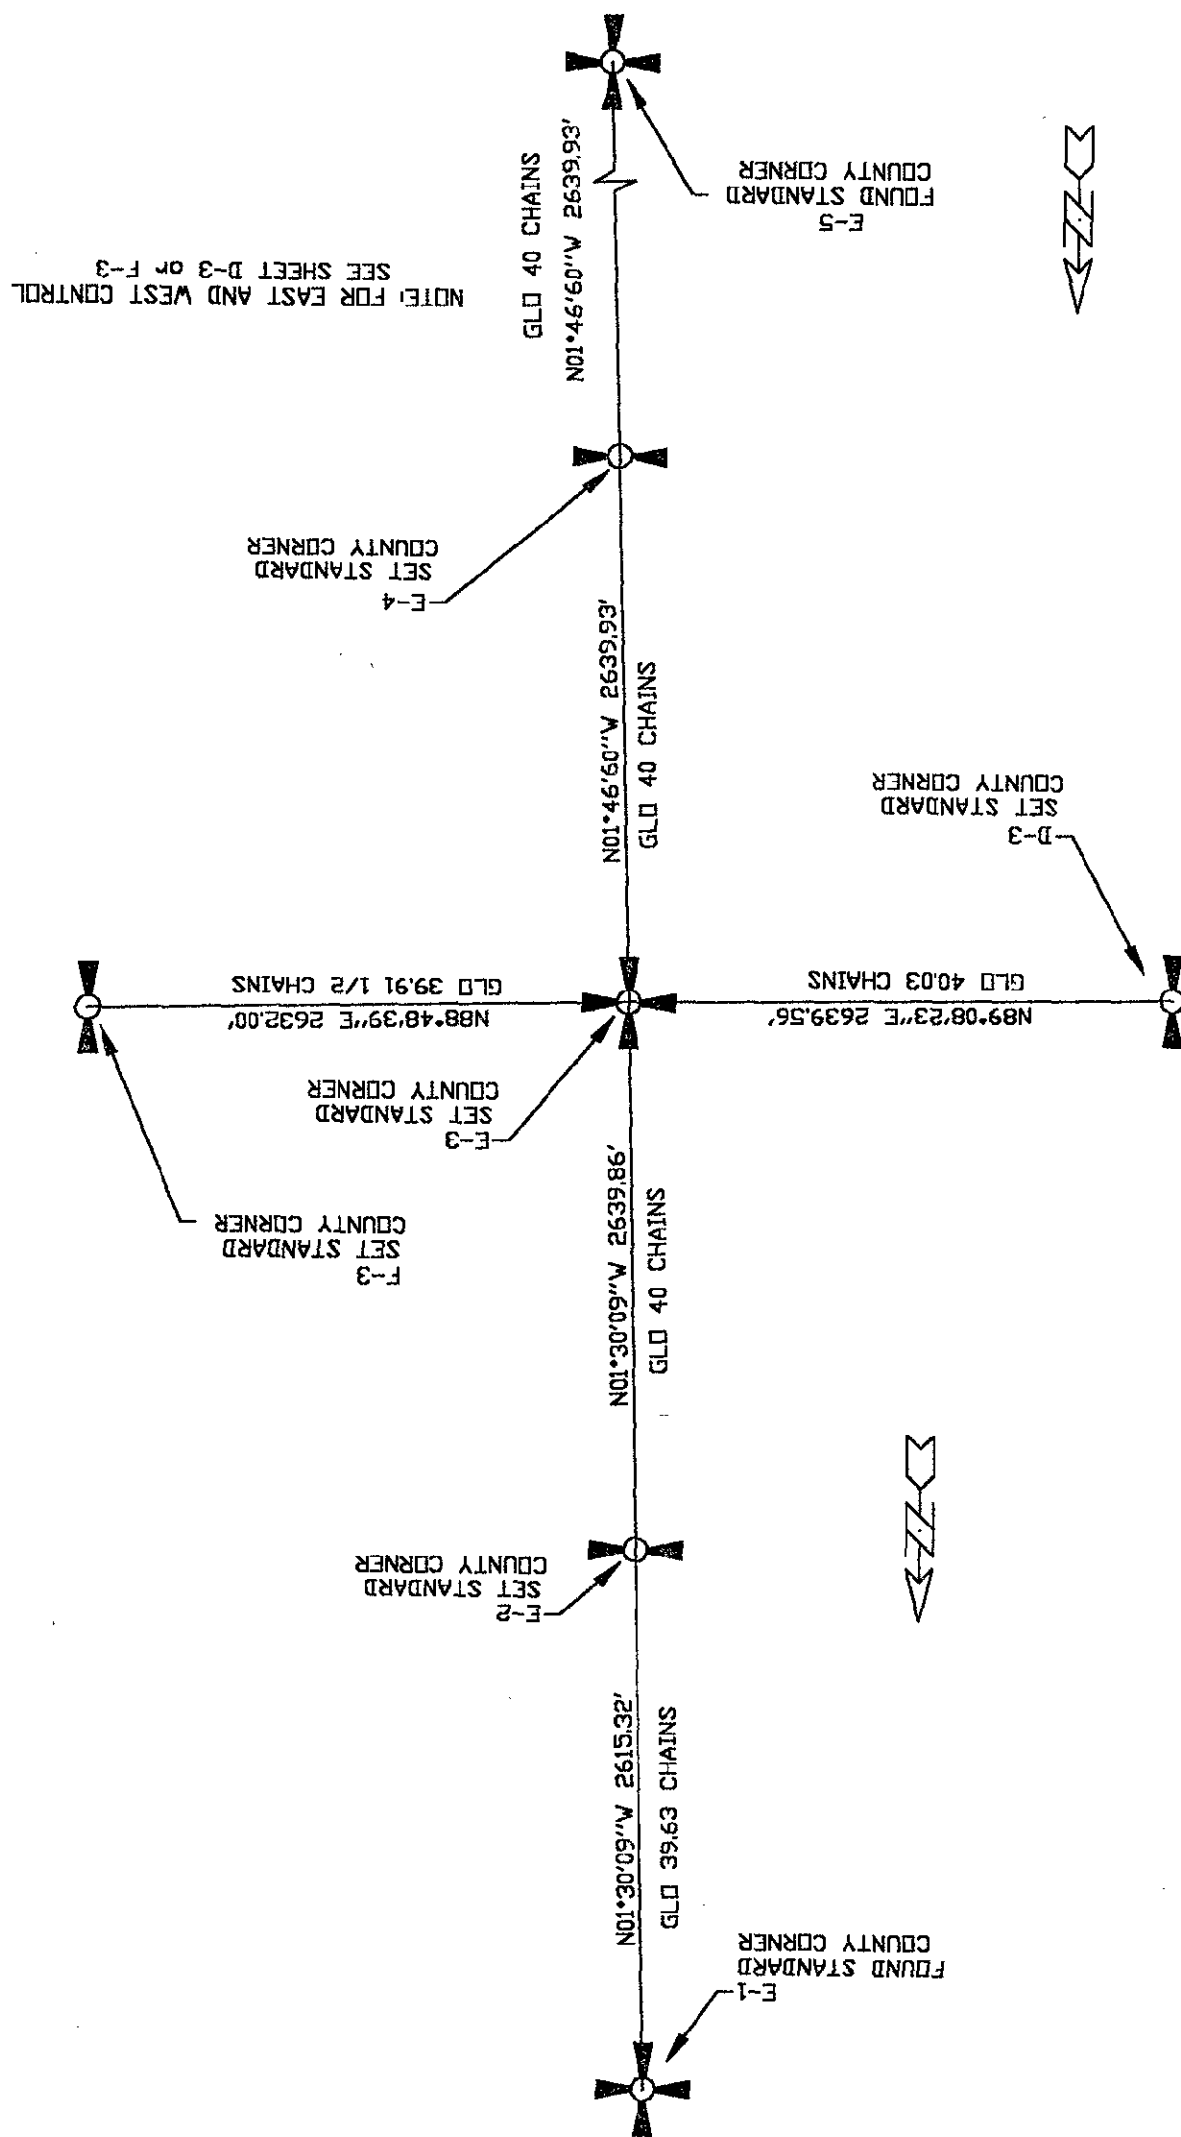 E-1
FOUND STANDARD
COUNTY CORNER
N01°30'09"W 2615.32'
GLO 39.63 CHAINS
E-2
SET STANDARD
COUNTY CORNER
N01°30'09"W 2639.86'
GLO 40 CHAINS
F-3
SET STANDARD
COUNTY CORNER
E-3
SET STANDARD
COUNTY CORNER
N89°08'23"E 2639.56'
GLO 40.03 CHAINS
N88°48'39"E 2632.00'
GLO 39.91 1/2 CHAINS
D-3
SET STANDARD
COUNTY CORNER
N01°46'60"W 2639.93'
GLO 40 CHAINS
E-4
SET STANDARD
COUNTY CORNER
GLO 40 CHAINS
N01°46'60"W 2639.93'
NOTE: FOR EAST AND WEST CONTROL
SEE SHEET D-3 or F-3
E-5
FOUND STANDARD
COUNTY CORNER
N
N